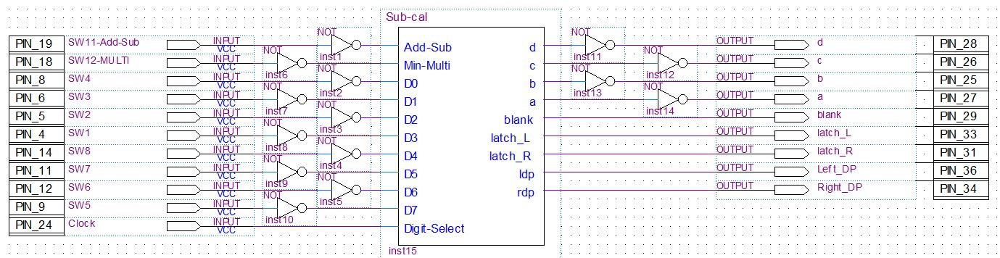 Sub-cal
PIN_19 SW11-Add-Sub INPUT VCC NOT inst1 Add-Sub d NOT inst11 OUTPUT d PIN_28
PIN_18 SW12-MULTI INPUT VCC NOT inst6 Min-Multi c NOT inst12 OUTPUT c PIN_26
PIN_8 SW4 INPUT VCC NOT inst2 D0 b NOT inst13 OUTPUT b PIN_25
PIN_6 SW3 INPUT VCC NOT inst7 D1 a NOT inst14 OUTPUT a PIN_27
PIN_5 SW2 INPUT VCC NOT inst3 D2 blank OUTPUT blank PIN_29
PIN_4 SW1 INPUT VCC NOT inst8 D3 latch_L OUTPUT latch_L PIN_33
PIN_14 SW8 INPUT VCC NOT inst4 D4 latch_R OUTPUT latch_R PIN_31
PIN_11 SW7 INPUT VCC NOT inst9 D5 ldp OUTPUT Left_DP PIN_36
PIN_12 SW6 INPUT VCC NOT inst5 D6 rdp OUTPUT Right_DP PIN_34
PIN_9 SW5 INPUT VCC NOT inst10 D7
PIN_24 Clock INPUT VCC Digit-Select
inst15